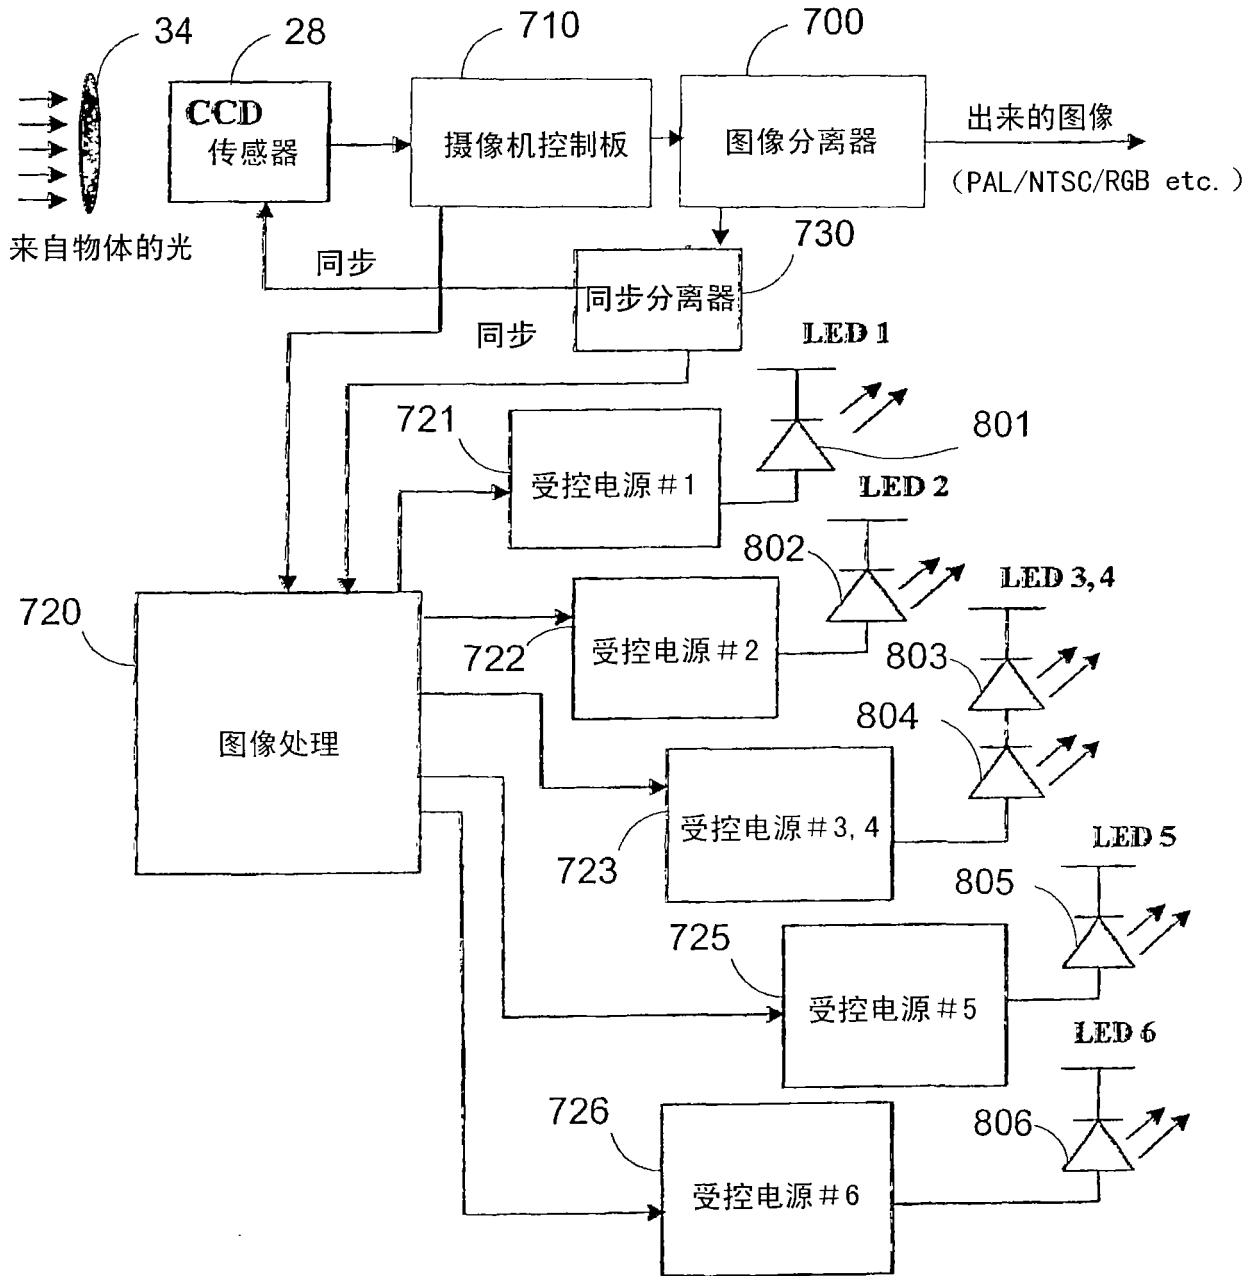 34
28
710
700
CCD
传感器
摄像机控制板
图像分离器
出来的图像
(PAL/NTSC/RGB etc.)
来自物体的光
同步
730
同步分离器
同步
LED 1
721
受控电源#1
801
LED 2
802
720
722
受控电源#2
LED 3,4
803
804
图像处理
723
受控电源#3,4
LED 5
805
725
受控电源#5
LED 6
726
806
受控电源#6